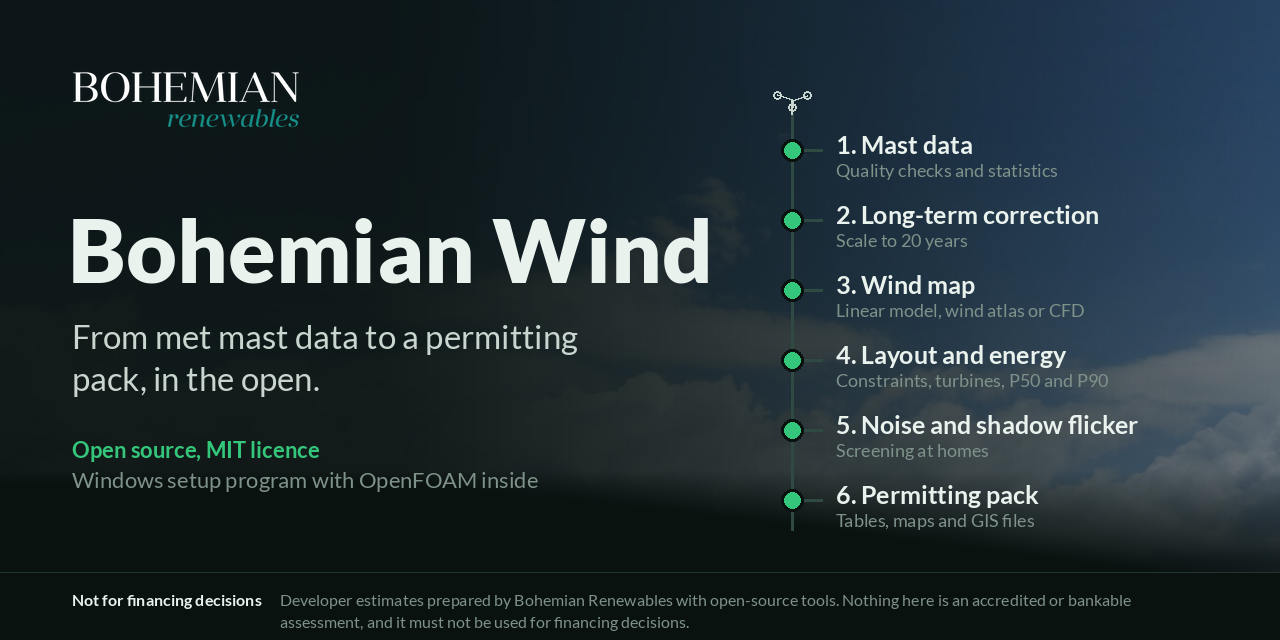 BOHEMIAN
renewables
Bohemian Wind
From met mast data to a permitting
pack, in the open.
Open source, MIT licence
Windows setup program with OpenFOAM inside
1. Mast data
Quality checks and statistics
2. Long-term correction
Scale to 20 years
3. Wind map
Linear model, wind atlas or CFD
4. Layout and energy
Constraints, turbines, P50 and P90
5. Noise and shadow flicker
Screening at homes
6. Permitting pack
Tables, maps and GIS files
Not for financing decisions
Developer estimates prepared by Bohemian Renewables with open-source tools. Nothing here is an accredited or bankable
assessment, and it must not be used for financing decisions.